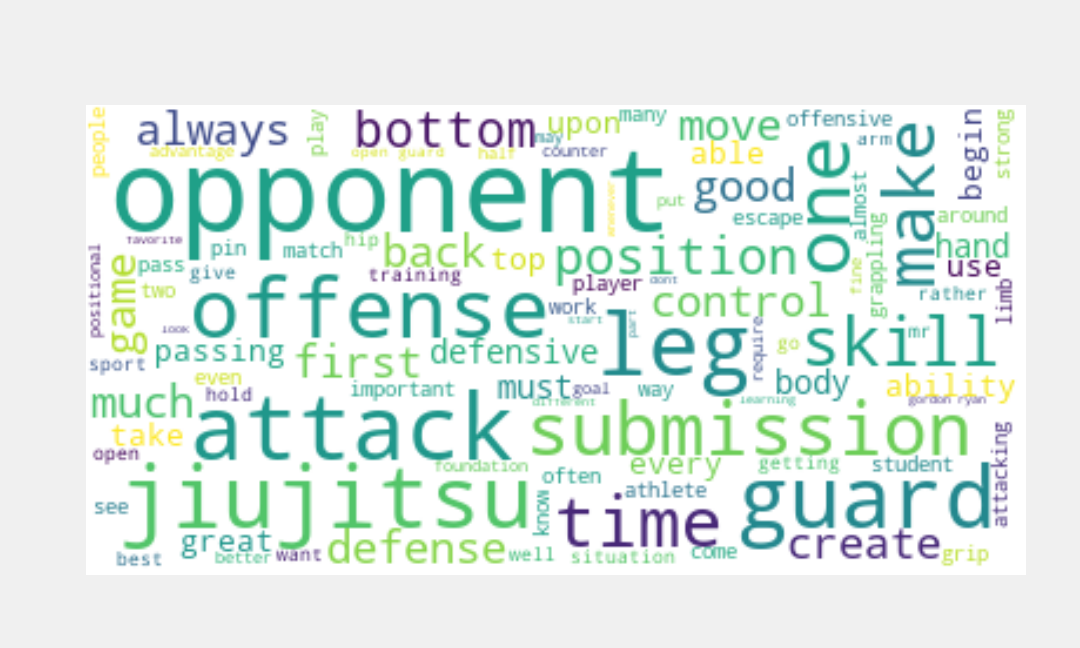 people
always
play
bottom
may
upon
many
move
offensive
arm
begin
strong
advantage
open guard
half
counter
able
one
make
opponent
whenever
put
good
escape
almost
grappling
around
hand
favorite
pin
match
hip
back
top
position
use
positional
game
pass
give
training
player
dont
control
fine
rather
limb
two
offense
work
start
part
leg
require
go
skill
mr
look
sport
passing
first
defensive
body
ability
even
hold
important
must
goal
way
learning
gordon ryan
much
attack
different
submission
take
open
foundation
often
every
getting
student
attacking
jiujitsu
know
athlete
time
guard
see
great
best
better
want
defense
well
situation
come
create
grip